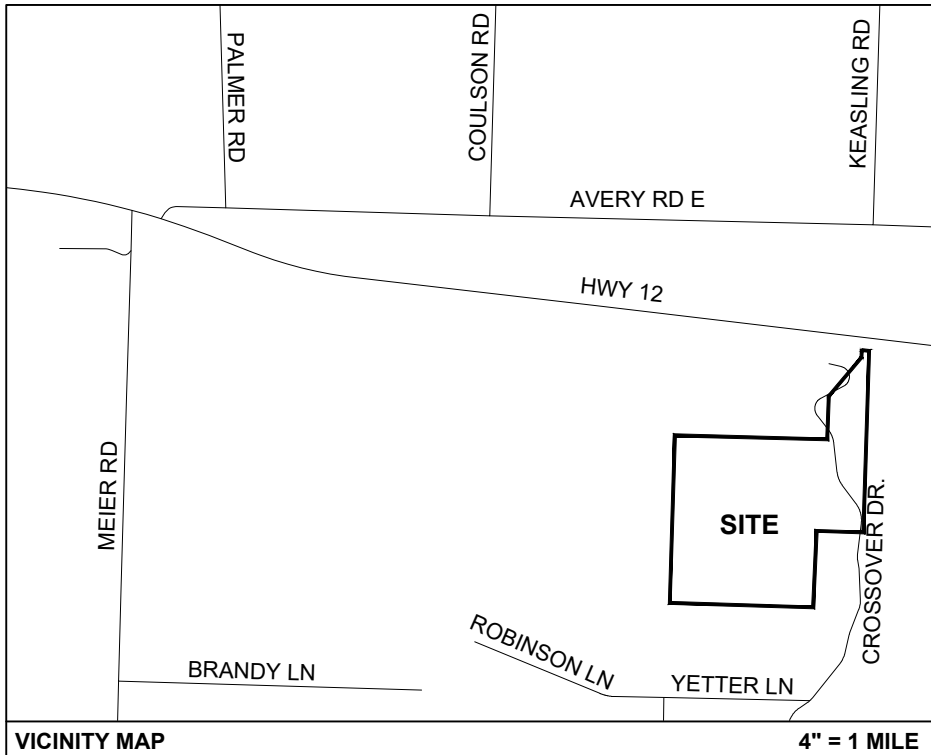 PALMER RD
COULSON RD
KEASLING RD
AVERY RD E
HWY 12
MEIER RD
SITE
CROSSOVER DR.
ROBINSON LN
BRANDY LN
YETTER LN
VICINITY MAP
4" = 1 MILE